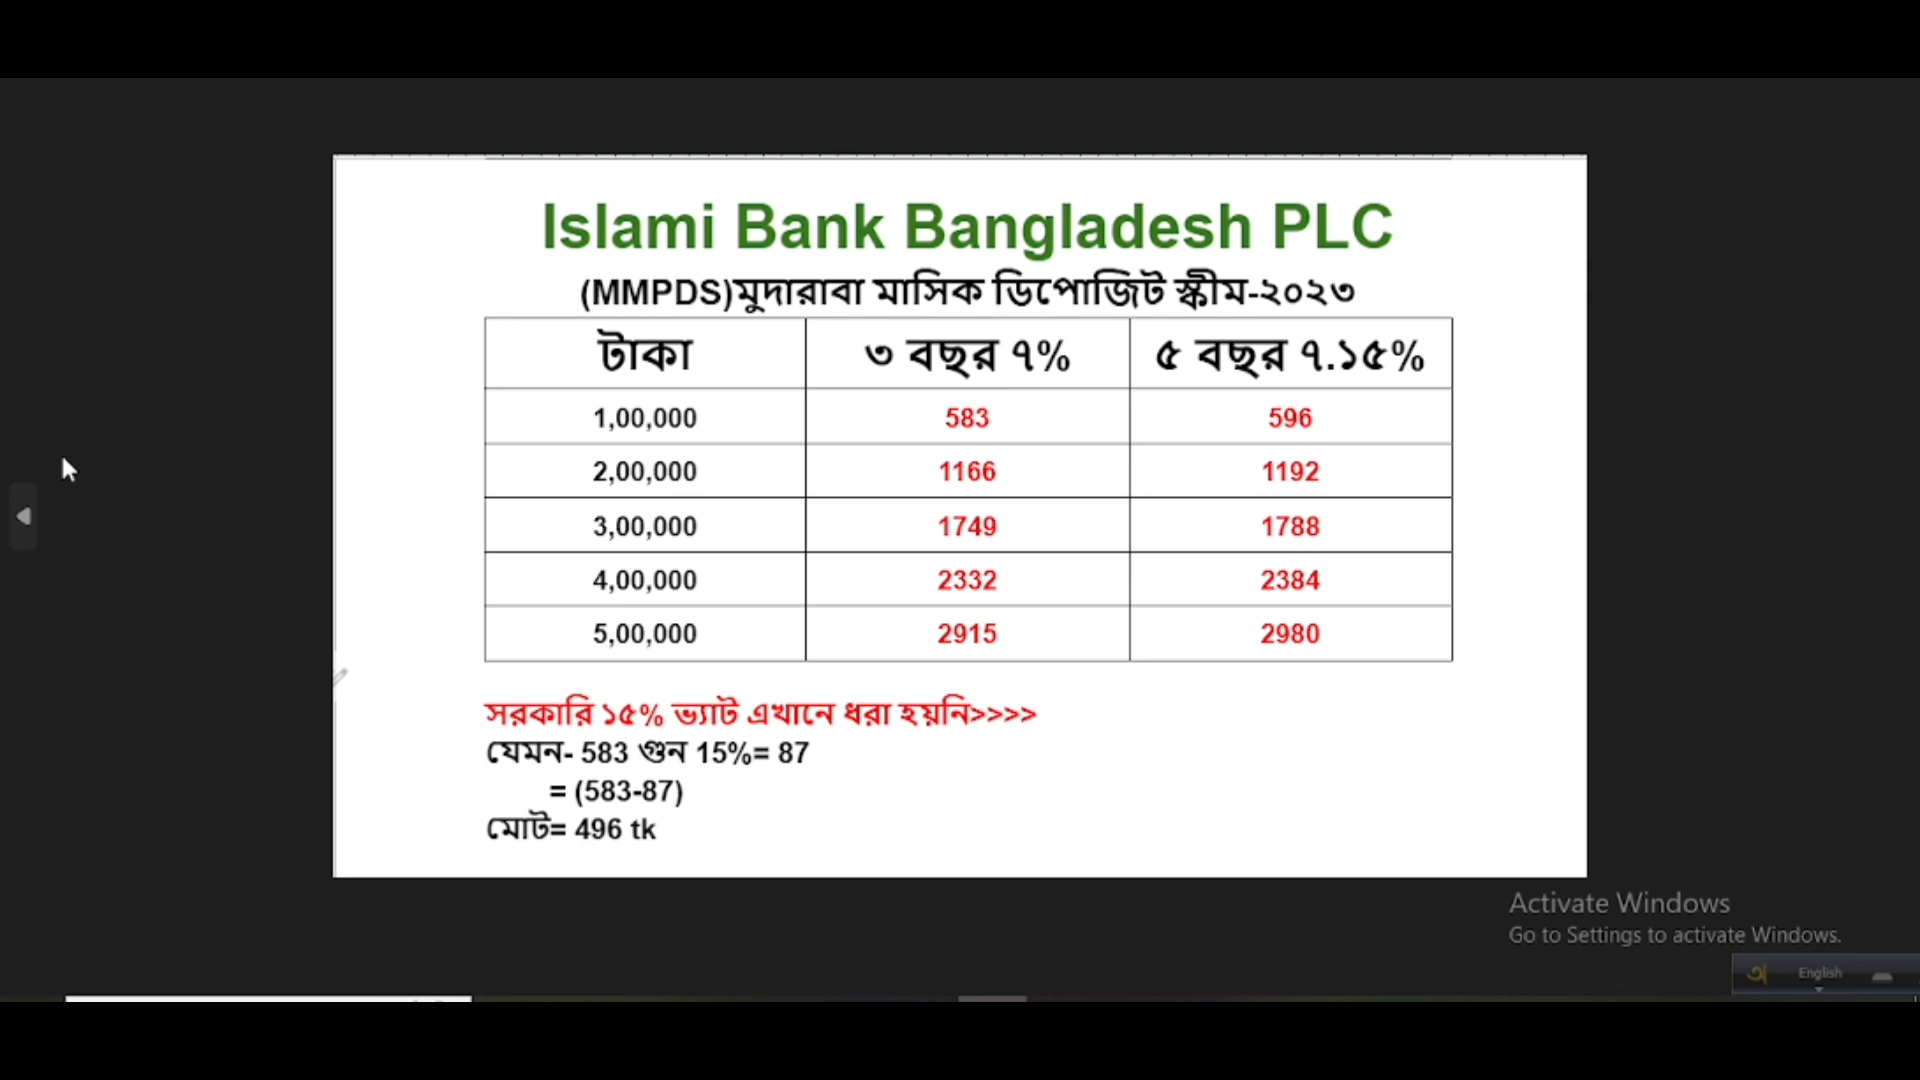 Islami Bank Bangladesh PLC
(MMPDS)মুদারাবা মাসিক ডিপোজিট স্কীম-২০২৩
টাকা ৩ বছর ৭% ৫ বছর ৭.১৫%
1,00,000 583 596
2,00,000 1166 1192
3,00,000 1749 1788
4,00,000 2332 2384
5,00,000 2915 2980
সরকারি ১৫% ভ্যাট এখানে ধরা হয়নি>>>>
যেমন- 583 গুন 15%= 87
= (583-87)
মোট= 496 tk
Activate Windows
Go to Settings to activate Windows.
অ English